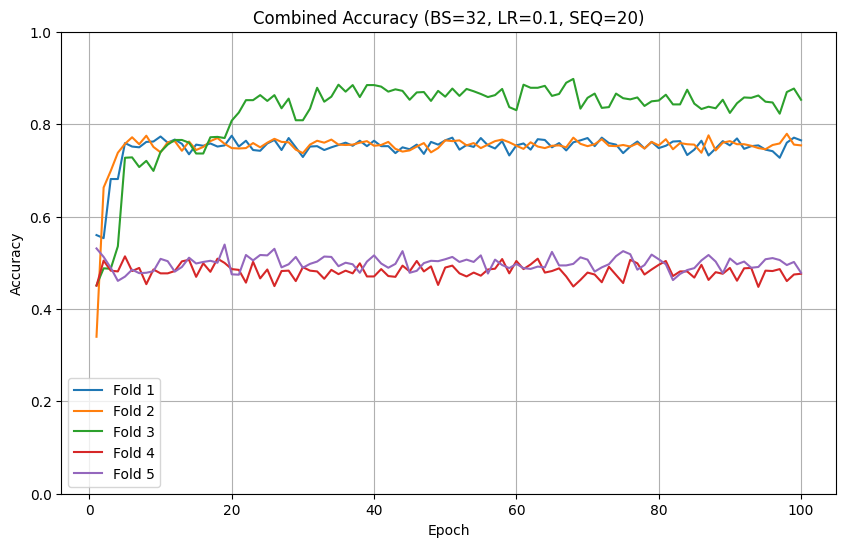 Combined Accuracy (BS=32, LR=0.1, SEQ=20)
1.0
0.8
0.6
0.4
0.2
0.0
Accuracy
Fold 1
Fold 2
Fold 3
Fold 4
Fold 5
0 20 40 60 80 100
Epoch